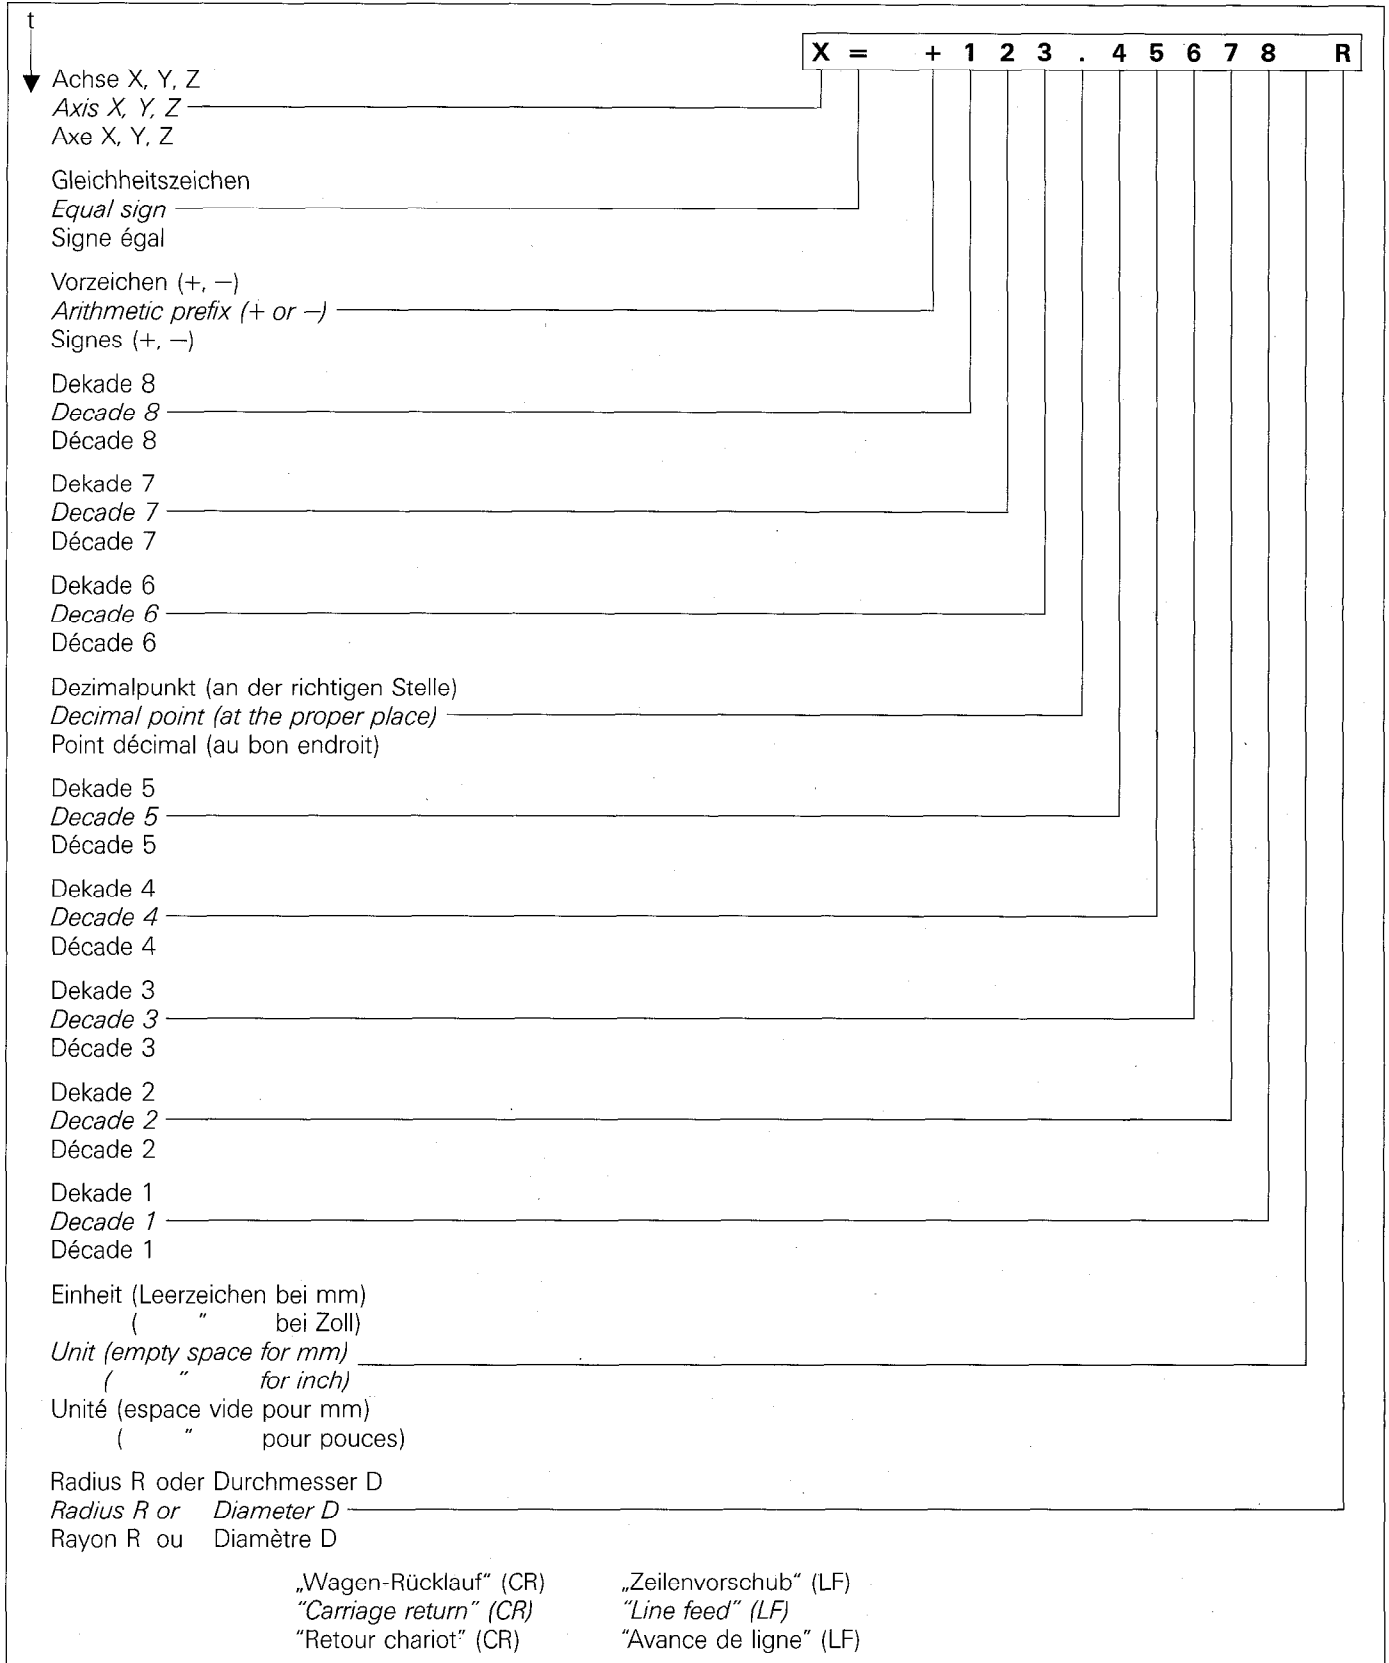 t
X = + 1 2 3 . 4 5 6 7 8 R
Achse X, Y, Z
Axis X, Y, Z
Axe X, Y, Z
Gleichheitszeichen
Equal sign
Signe égal
Vorzeichen (+, −)
Arithmetic prefix (+ or −)
Signes (+, −)
Dekade 8
Decade 8
Décade 8
Dekade 7
Decade 7
Décade 7
Dekade 6
Decade 6
Décade 6
Dezimalpunkt (an der richtigen Stelle)
Decimal point (at the proper place)
Point décimal (au bon endroit)
Dekade 5
Decade 5
Décade 5
Dekade 4
Decade 4
Décade 4
Dekade 3
Decade 3
Décade 3
Dekade 2
Decade 2
Décade 2
Dekade 1
Decade 1
Décade 1
Einheit (Leerzeichen bei mm)
( " bei Zoll)
Unit (empty space for mm)
( " for inch)
Unité (espace vide pour mm)
( " pour pouces)
Radius R oder Durchmesser D
Radius R or Diameter D
Rayon R ou Diamètre D
„Wagen-Rücklauf" (CR) „Zeilenvorschub" (LF)
"Carriage return" (CR) "Line feed" (LF)
"Retour chariot" (CR) "Avance de ligne" (LF)